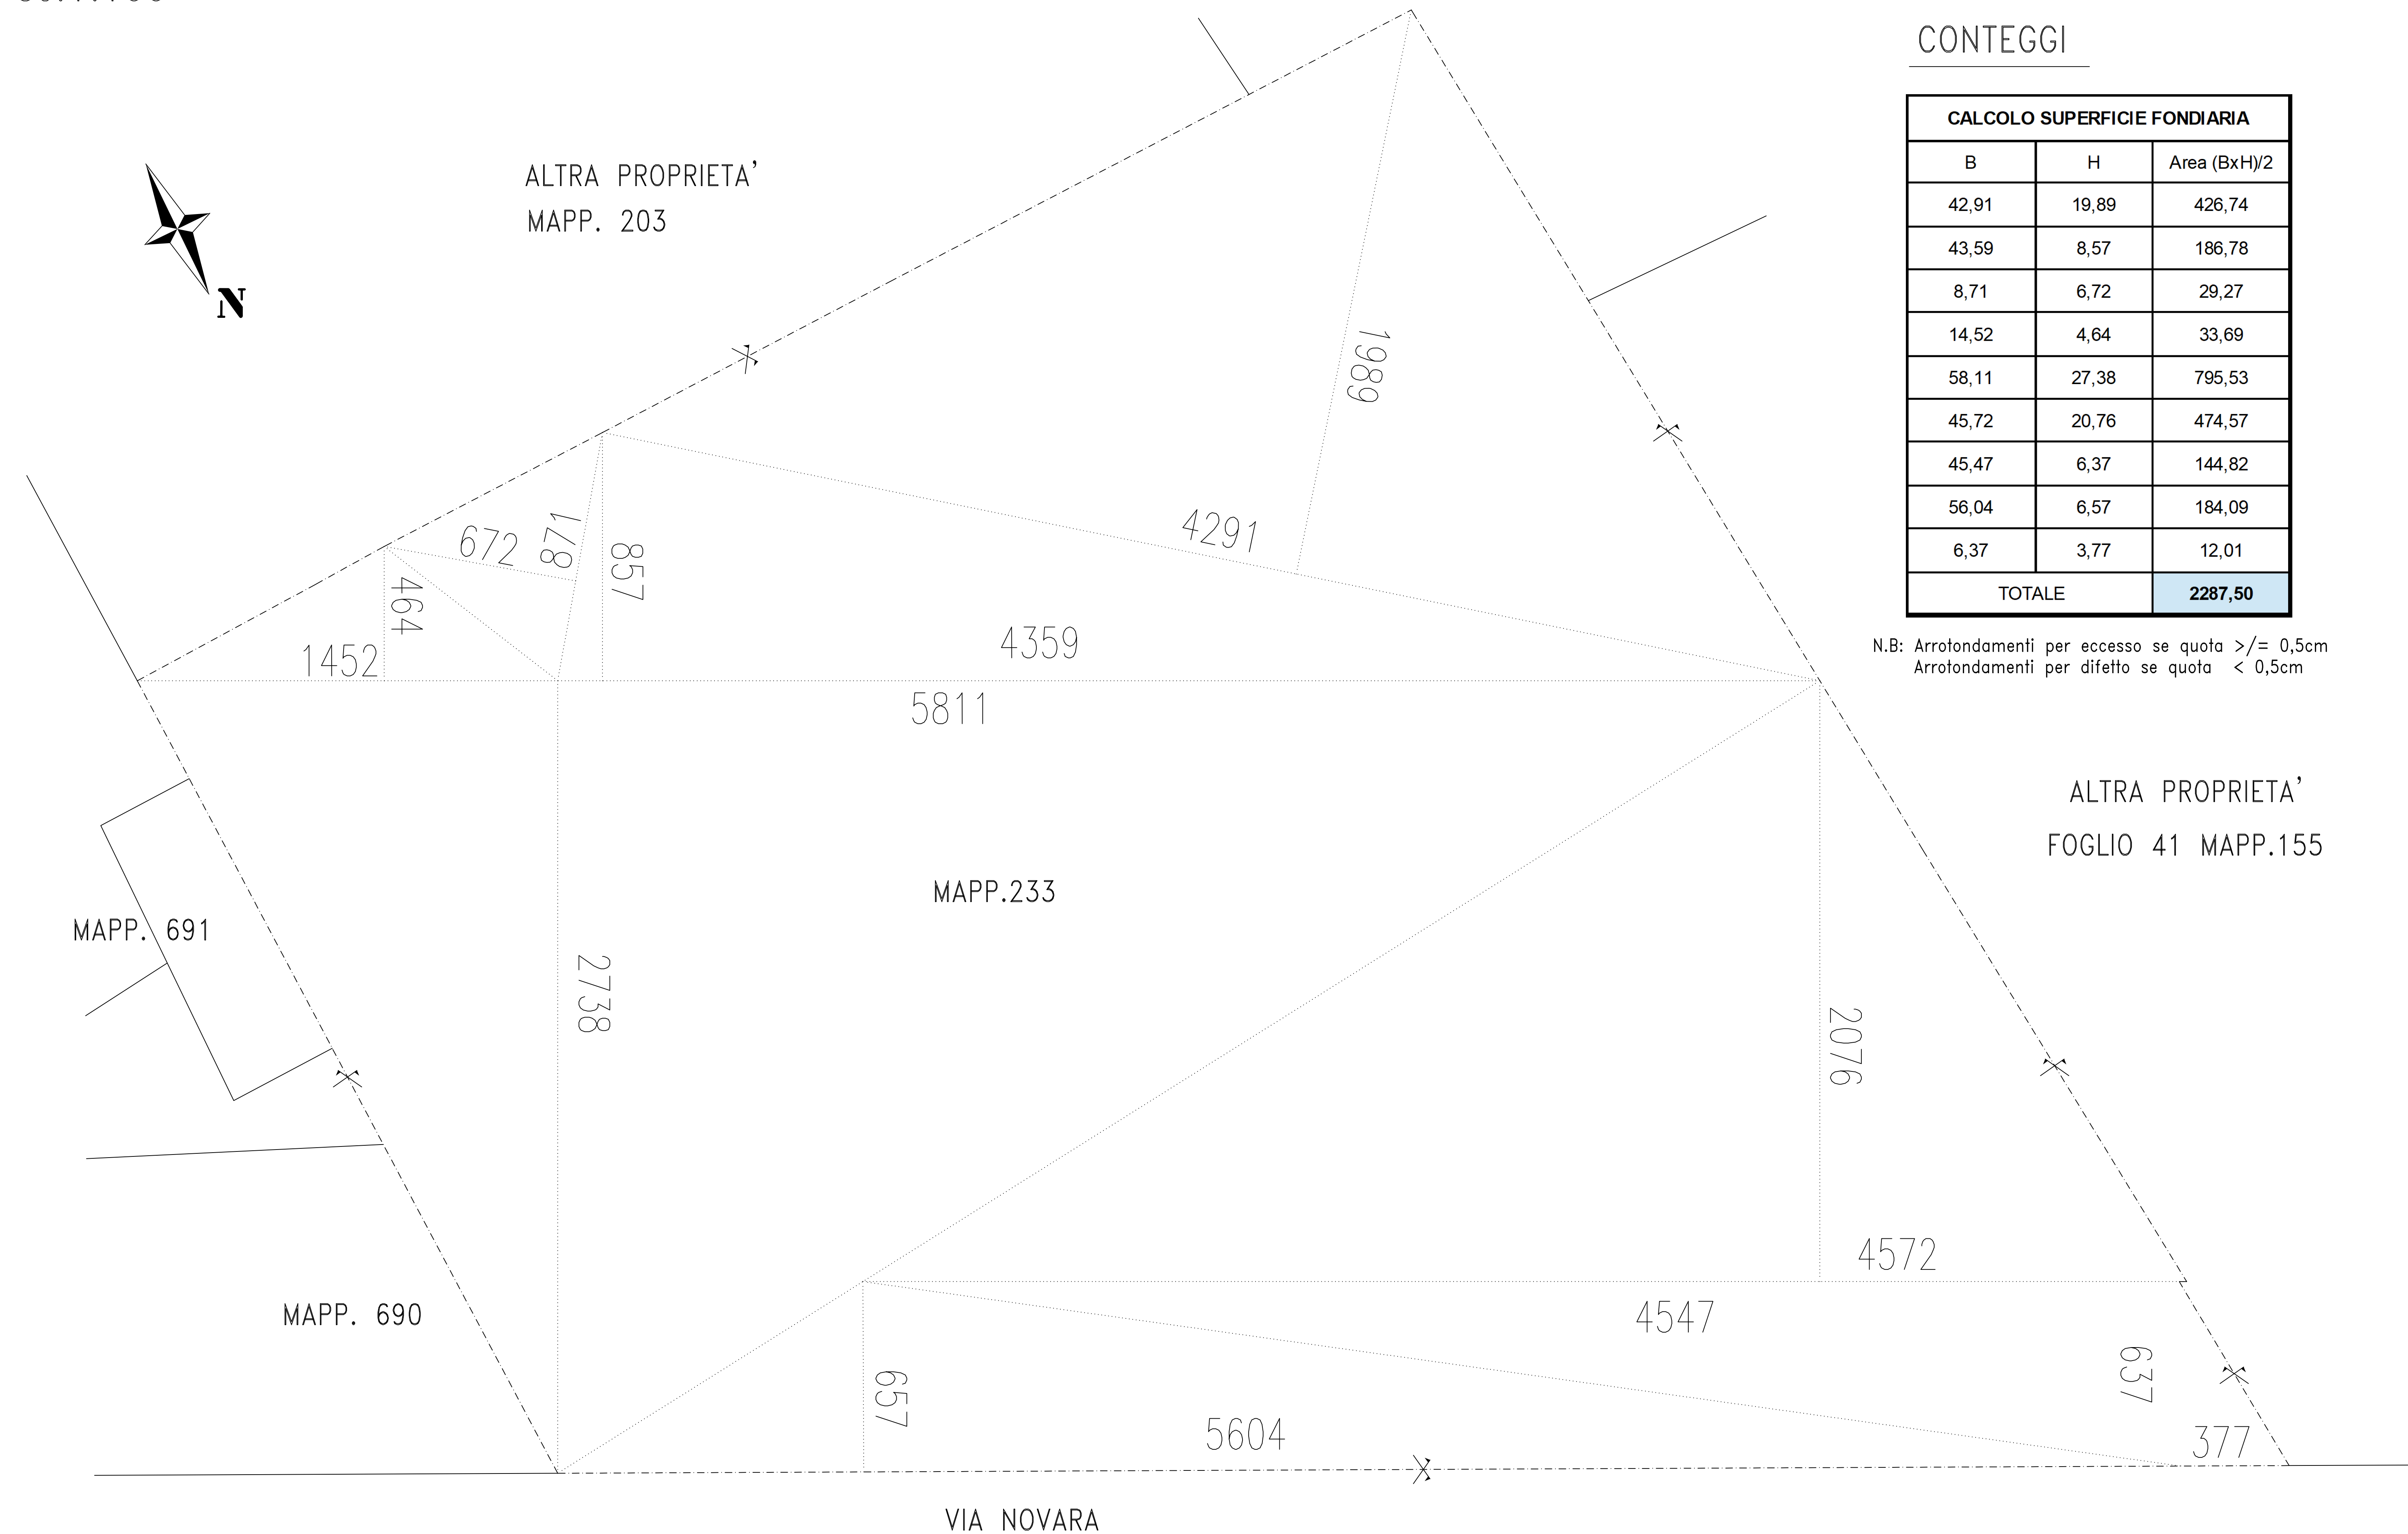 CONTEGGI
CALCOLO SUPERFICIE FONDIARIA
B H Area (BxH)/2
42,91 19,89 426,74
43,59 8,57 186,78
8,71 6,72 29,27
14,52 4,64 33,69
58,11 27,38 795,53
45,72 20,76 474,57
45,47 6,37 144,82
56,04 6,57 184,09
6,37 3,77 12,01
TOTALE 2287,50
N.B: Arrotondamenti per eccesso se quota >/= 0,5cm
Arrotondamenti per difetto se quota < 0,5cm
ALTRA PROPRIETA'
MAPP. 203
N
1989
4291
672
871
857
464
1452
4359
5811
ALTRA PROPRIETA'
FOGLIO 41 MAPP.155
MAPP.233
MAPP. 691
2738
2076
4572
MAPP. 690
4547
637
657
5604
377
VIA NOVARA